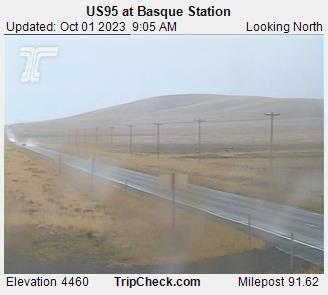 US95 at Basque Station
Updated: Oct 01 2023 9:05 AM Looking North
Elevation 4460 TripCheck.com Milepost 91.62